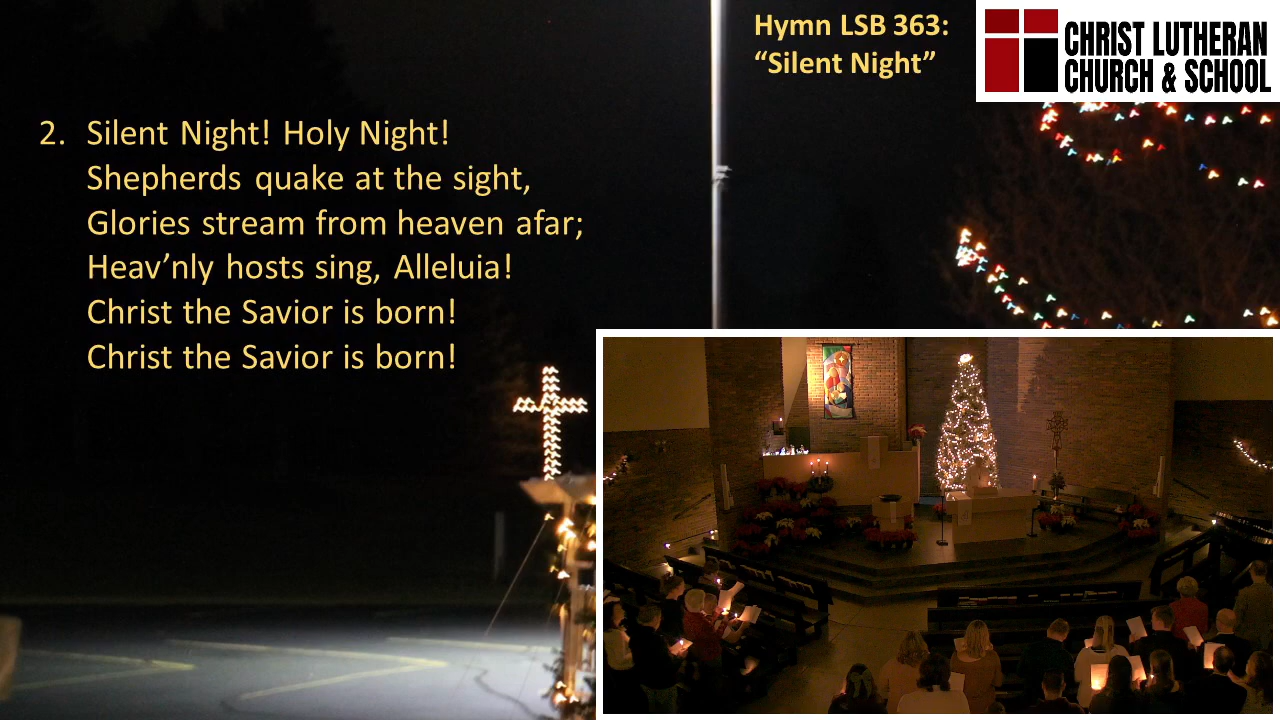 Hymn LSB 363:
“Silent Night”
CHRIST LUTHERAN
CHURCH & SCHOOL
2. Silent Night! Holy Night!
Shepherds quake at the sight,
Glories stream from heaven afar;
Heav’nly hosts sing, Alleluia!
Christ the Savior is born!
Christ the Savior is born!